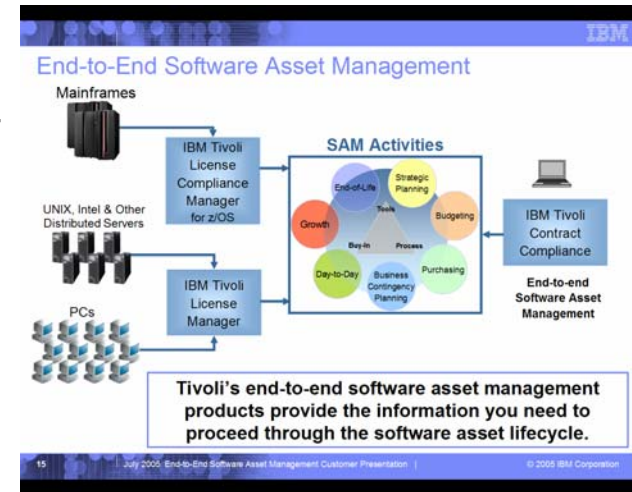 IBM
End-to-End Software Asset Management
Mainframes
IBM Tivoli
License
Compliance
Manager
for z/OS
UNIX, Intel & Other
Distributed Servers
IBM Tivoli
License
Manager
PCs
SAM Activities
End-of-Life
Strategic
Planning
Tools
Growth
Budgeting
Buy-In
Process
Day-to-Day
Business
Contingency
Planning
Purchasing
IBM Tivoli
Contract
Compliance
End-to-end
Software Asset
Management
Tivoli's end-to-end software asset management
products provide the information you need to
proceed through the software asset lifecycle.
15
July 2005 End-to-End Software Asset Management Customer Presentation |
© 2005 IBM Corporation